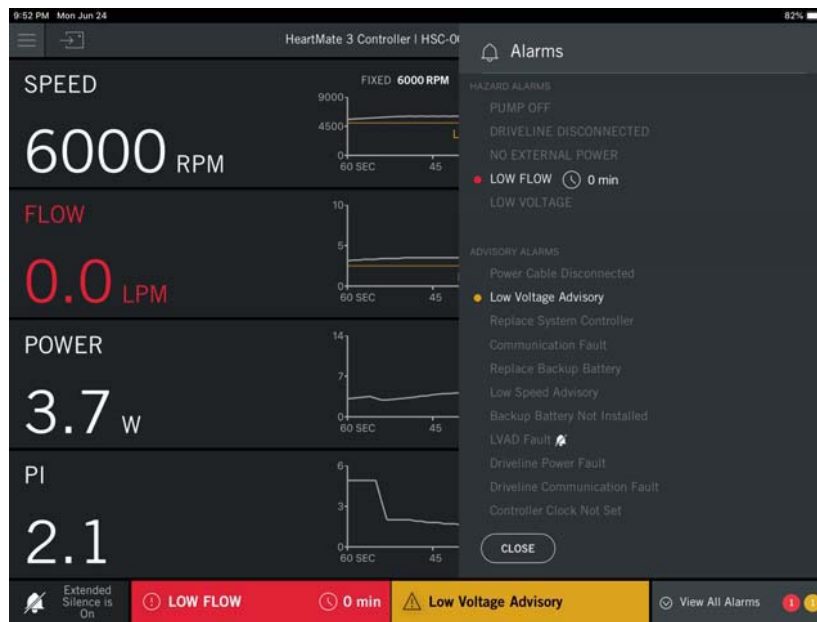 9:52 PM Mon Jun 24
82%
HeartMate 3 Controller | HSC-0
SPEED
6000 RPM
FIXED 6000 RPM
9000
4500
L
0
60 SEC 45
FLOW
0.0 LPM
10
5
0
60 SEC 45
POWER
3.7 W
14
7
0
60 SEC 45
PI
2.1
6
3
0
60 SEC 45
Alarms
HAZARD ALARMS
PUMP OFF
DRIVELINE DISCONNECTED
NO EXTERNAL POWER
LOW FLOW 0 min
LOW VOLTAGE
ADVISORY ALARMS
Power Cable Disconnected
Low Voltage Advisory
Replace System Controller
Communication Fault
Replace Backup Battery
Low Speed Advisory
Backup Battery Not Installed
LVAD Fault
Driveline Power Fault
Driveline Communication Fault
Controller Clock Not Set
CLOSE
Extended
Silence is
On
LOW FLOW 0 min
Low Voltage Advisory
View All Alarms 1 1